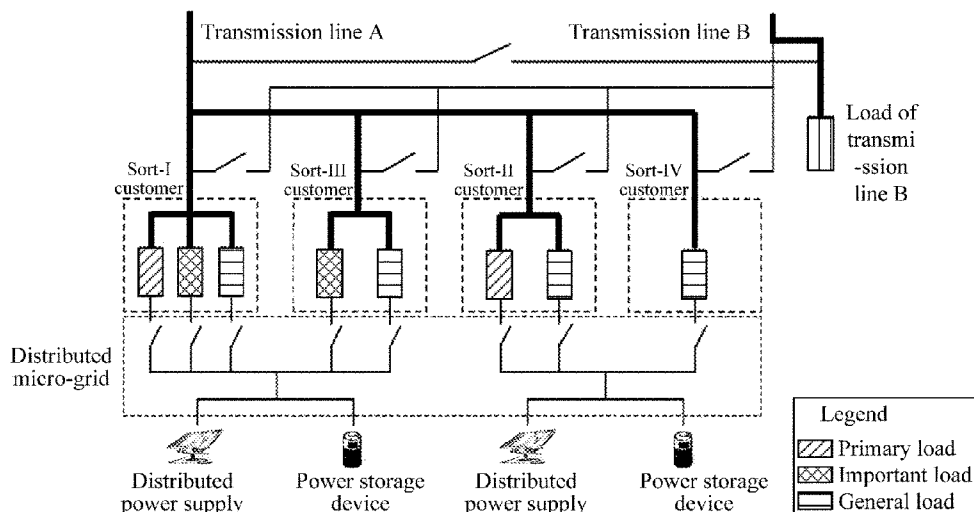 Transmission line A
Transmission line B
Load of
transmi
-ssion
line B
Sort-I
customer
Sort-III
customer
Sort-II
customer
Sort-IV
customer
Distributed
micro-grid
Distributed
power supply
Power storage
device
Distributed
power supply
Power storage
device
Legend
Primary load
Important load
General load